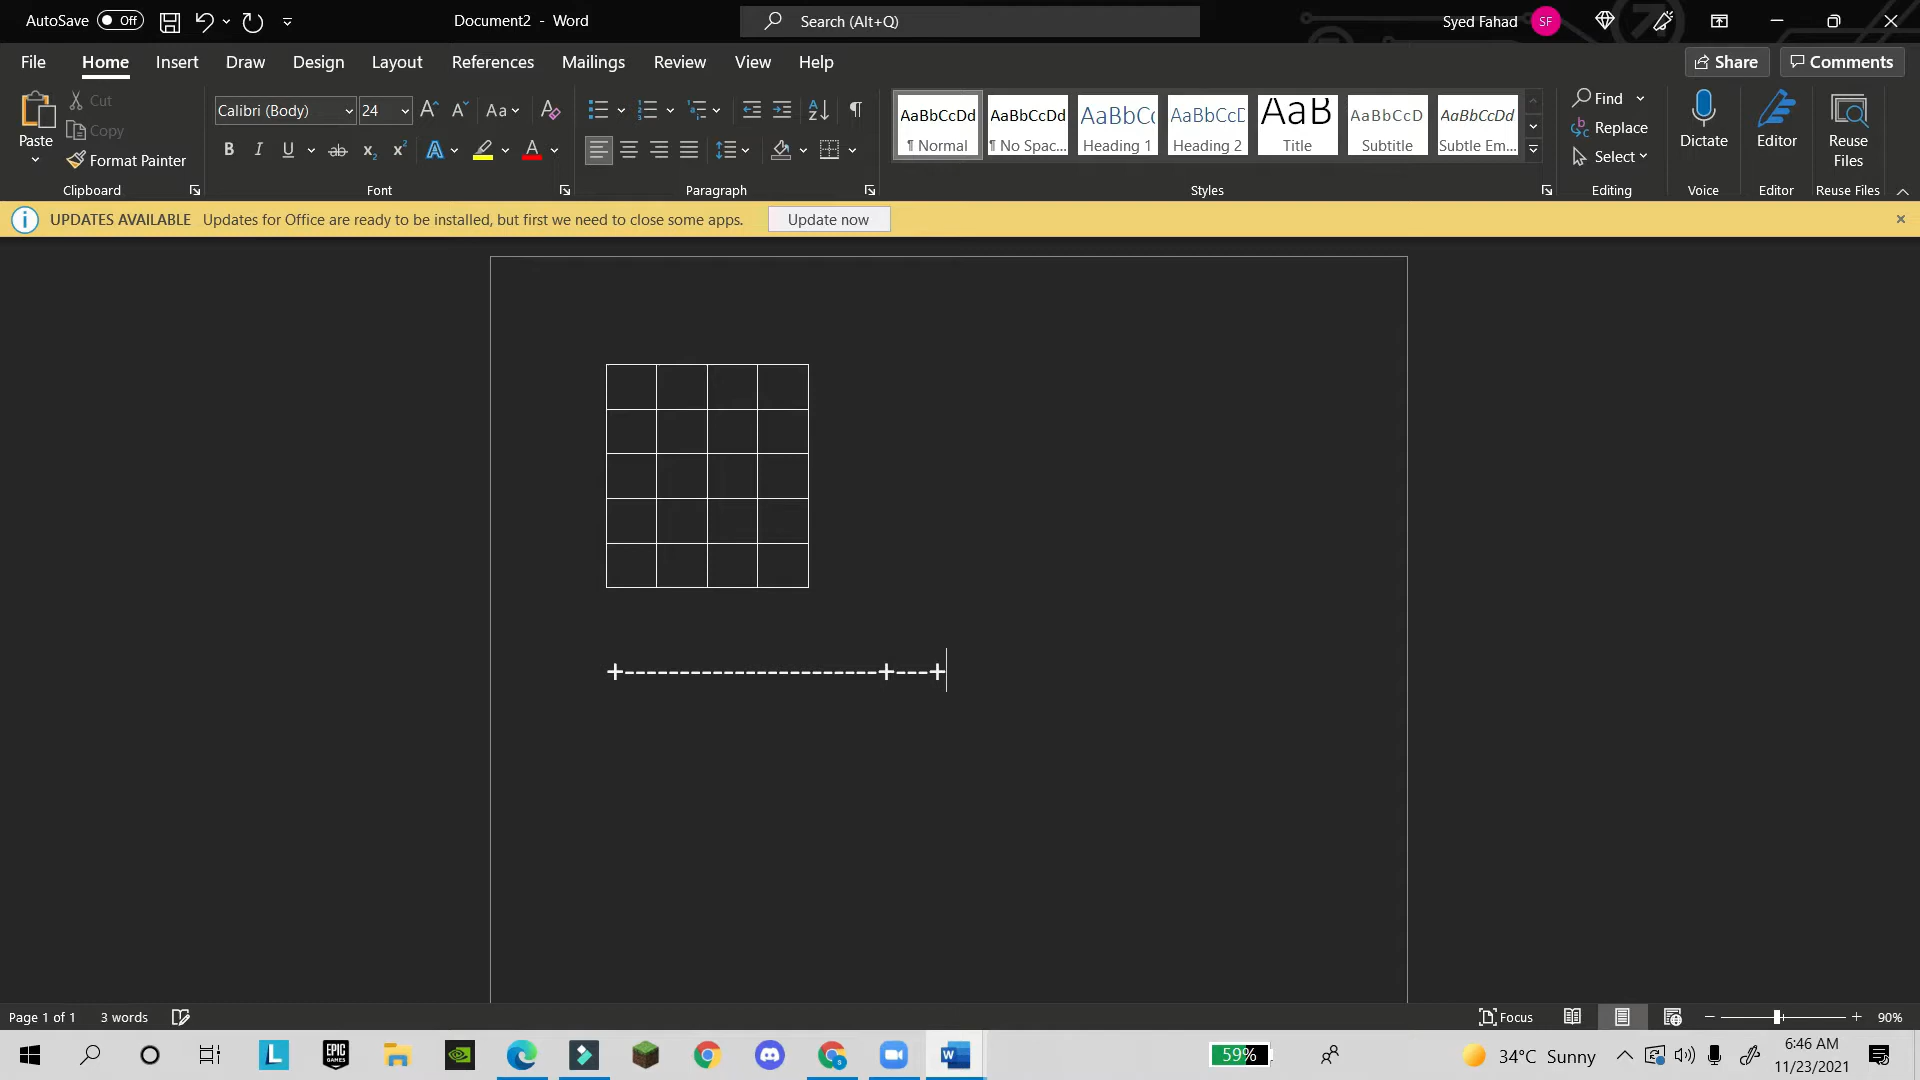 AutoSave Off Document2 - Word Search (Alt+Q) Syed Fahad SF
File Home Insert Draw Design Layout References Mailings Review View Help Share Comments
Paste Cut Copy Format Painter
Clipboard
Calibri (Body) 24
Font
Paragraph
AaBbCcDd AaBbCcDd AaBbC AaBbCcD AaB AaBbCcD AaBbCcDd
¶ Normal ¶ No Spac... Heading 1 Heading 2 Title Subtitle Subtle Em...
Styles
Find
Replace
Select
Editing
Dictate
Voice
Editor
Editor
Reuse Files
Reuse Files
UPDATES AVAILABLE Updates for Office are ready to be installed, but first we need to close some apps. Update now
+-----------------------+---+
Page 1 of 1 3 words Focus 90%
L EPIC GAMES W 59% 34°C Sunny 6:46 AM
11/23/2021